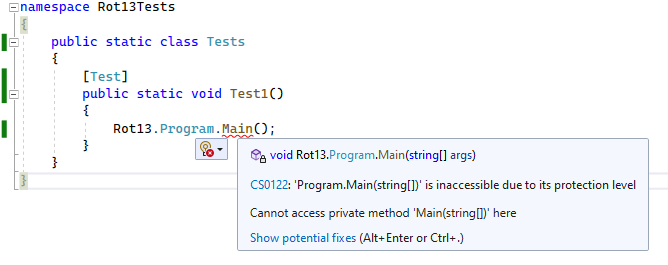 namespace Rot13Tests
{
public static class Tests
{
[Test]
public static void Test1()
{
Rot13.Program.Main();
}
}
}
void Rot13.Program.Main(string[] args)
CS0122: 'Program.Main(string[])' is inaccessible due to its protection level
Cannot access private method 'Main(string[])' here
Show potential fixes (Alt+Enter or Ctrl+.)